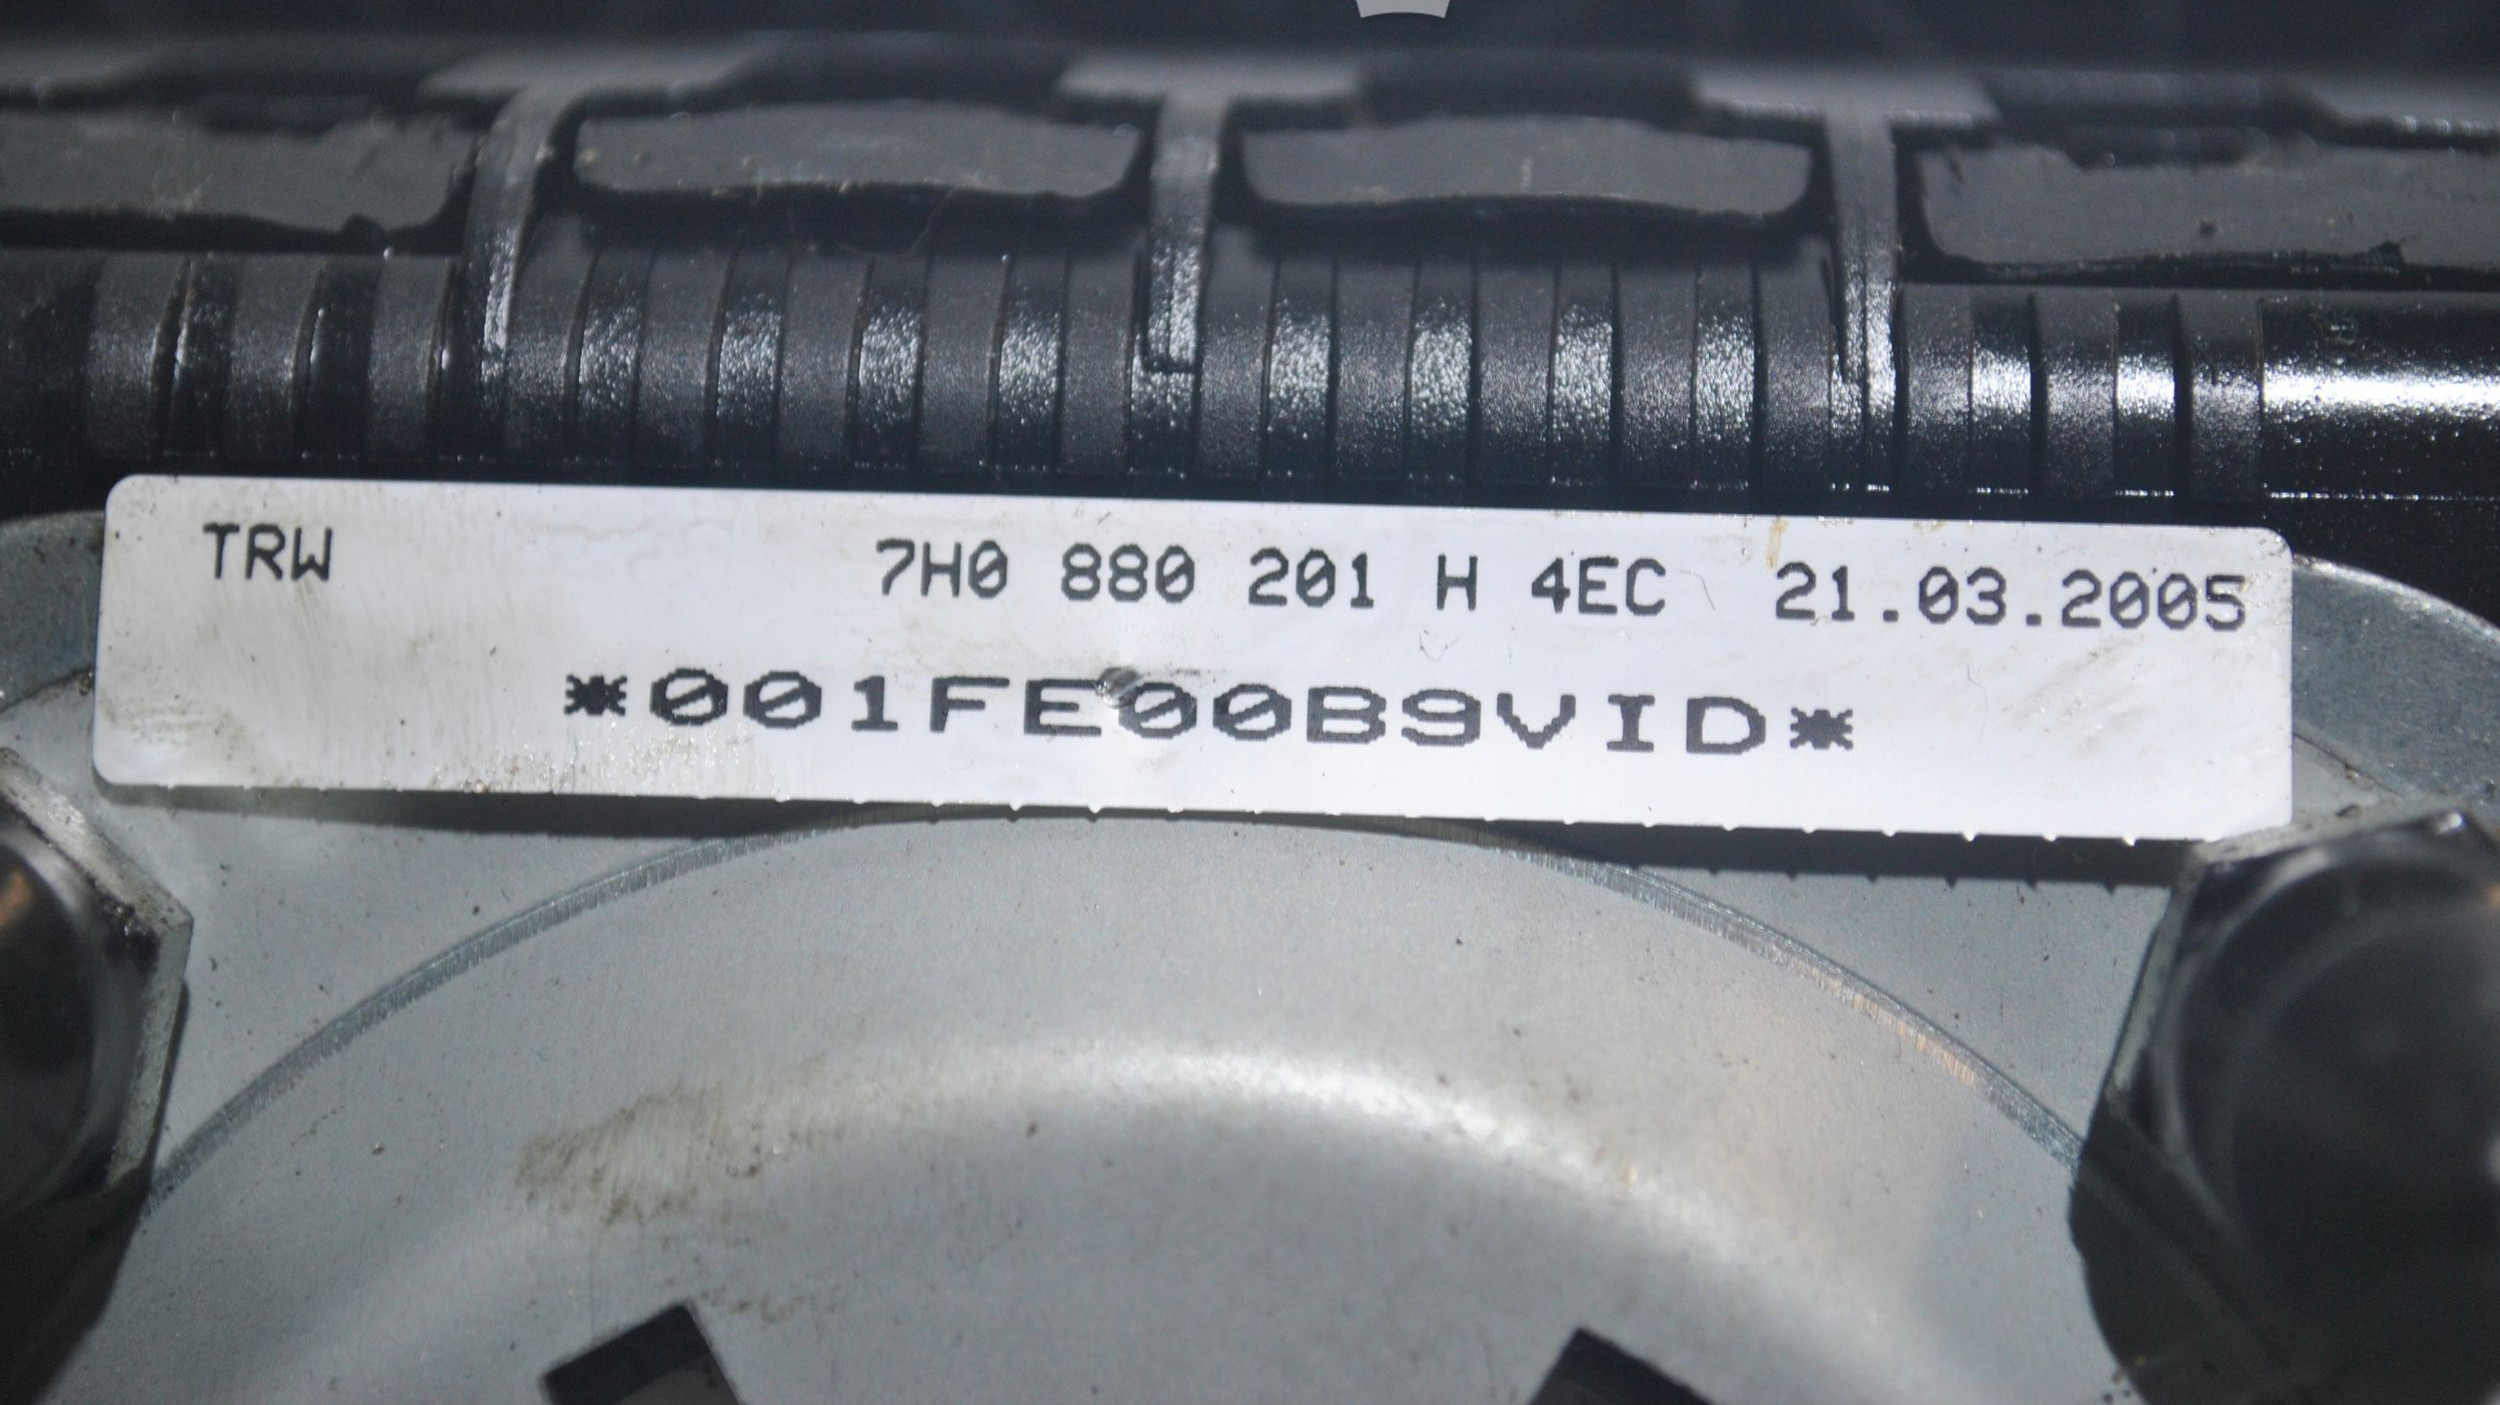 TRW 7H0 880 201 H 4EC 21.03.2005
*001FE00B9VID*